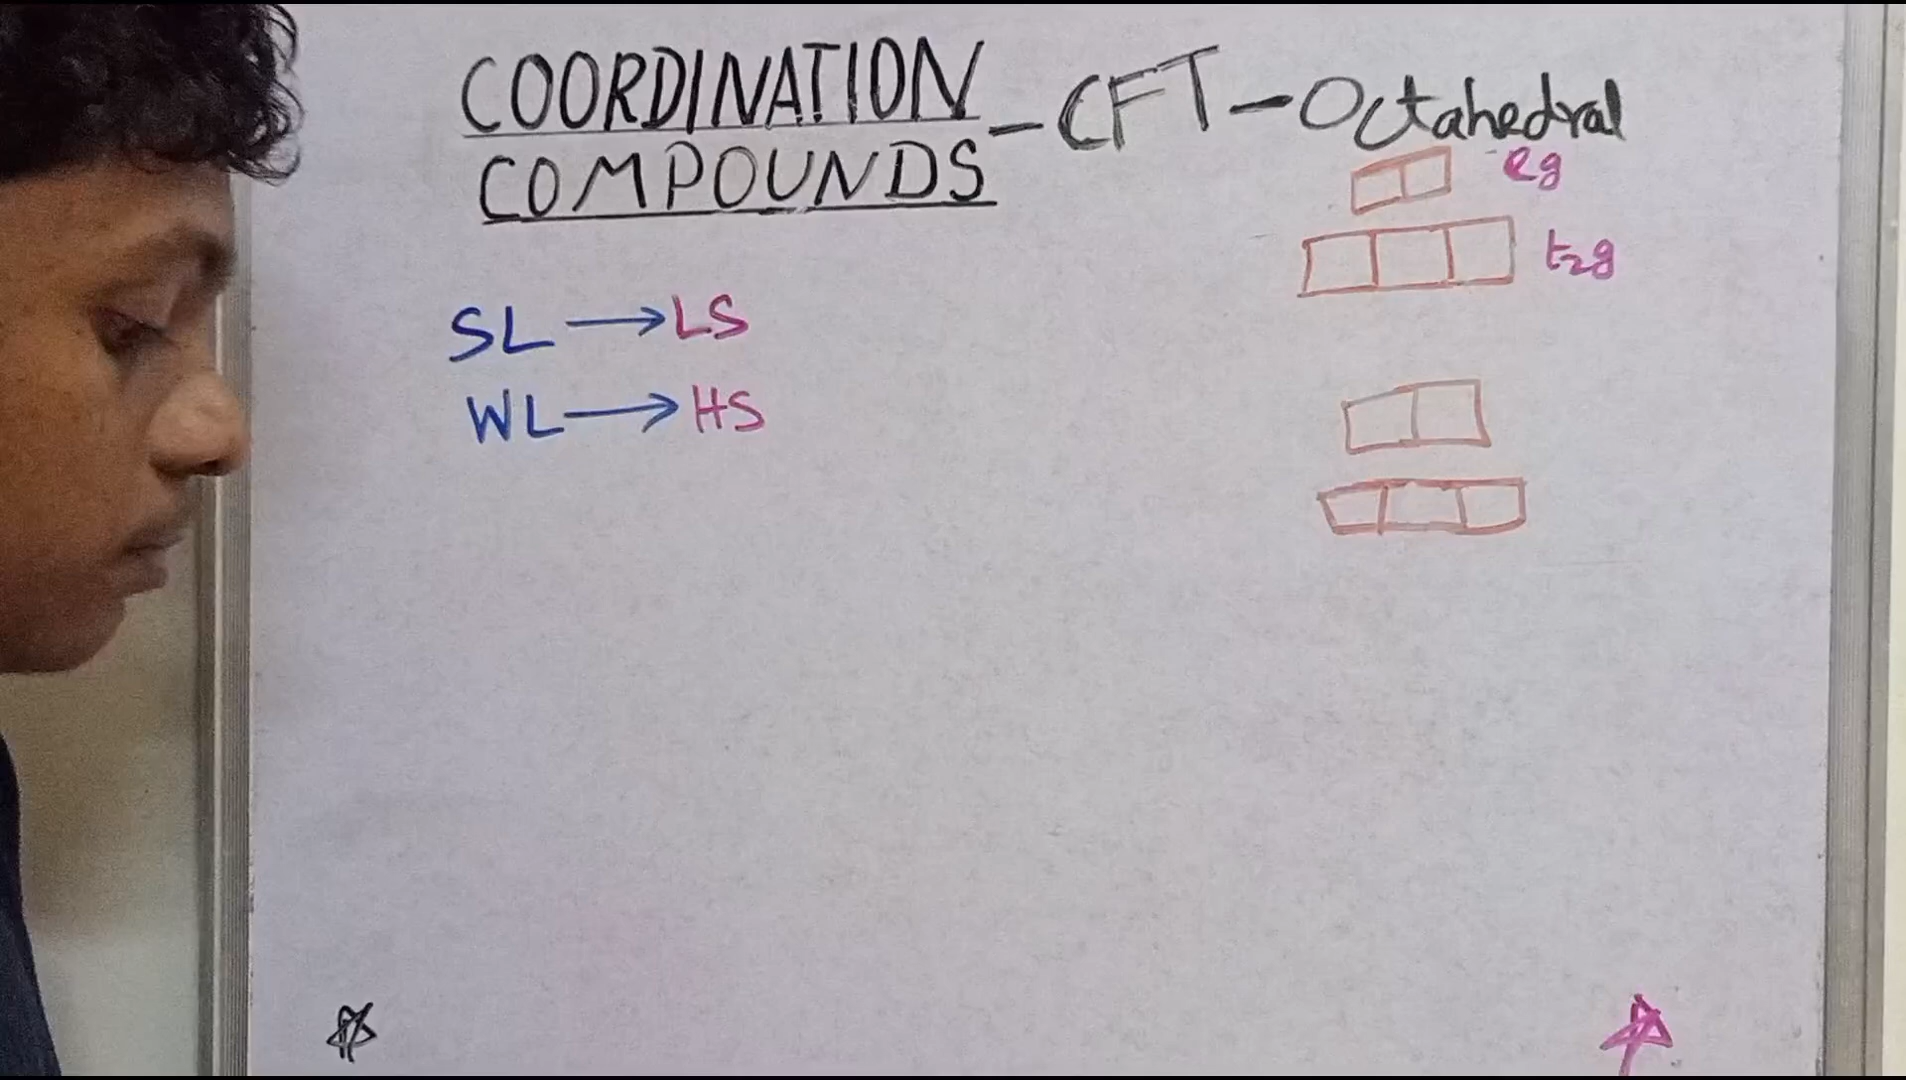 COORDINATION
COMPOUNDS - CFT - Octahedral
eg
t2g
SL → LS
WL → HS